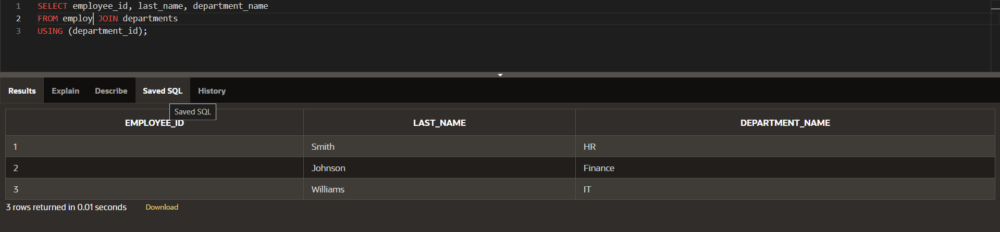 1 SELECT employee_id, last_name, department_name
2 FROM employ JOIN departments
3 USING (department_id);
Results Explain Describe Saved SQL History
Saved SQL
EMPLOYEE_ID LAST_NAME DEPARTMENT_NAME
1 Smith HR
2 Johnson Finance
3 Williams IT
3 rows returned in 0.01 seconds Download